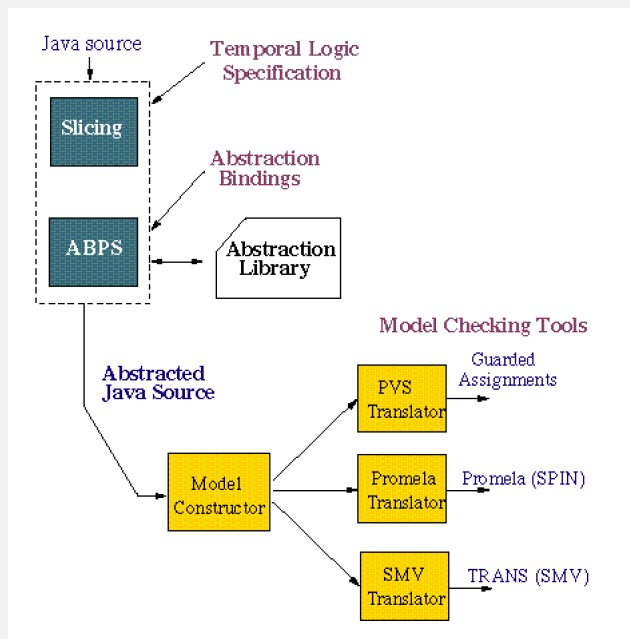 Java source
Temporal Logic
Specification
Slicing
Abstraction
Bindings
ABPS
Abstraction
Library
Model Checking Tools
Abstracted
Java Source
PVS
Translator
Guarded
Assignments
Model
Constructor
Promela
Translator
Promela (SPIN)
SMV
Translator
TRANS (SMV)